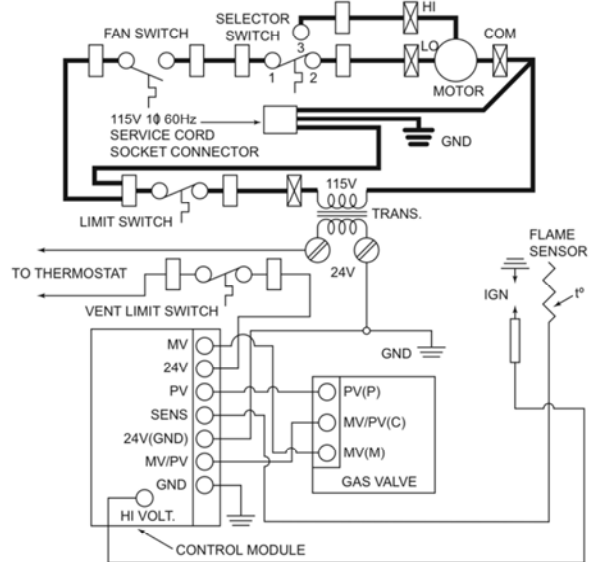 SELECTOR
SWITCH
HI
FAN SWITCH
3
LO
COM
1
2
MOTOR
115V 1ϕ 60Hz
SERVICE CORD
SOCKET CONNECTOR
GND
115V
LIMIT SWITCH
TRANS.
FLAME
SENSOR
24V
TO THERMOSTAT
IGN
t°
VENT LIMIT SWITCH
GND
MV
24V
PV
PV(P)
SENS
MV/PV(C)
24V(GND)
MV(M)
MV/PV
GAS VALVE
GND
HI VOLT.
CONTROL MODULE